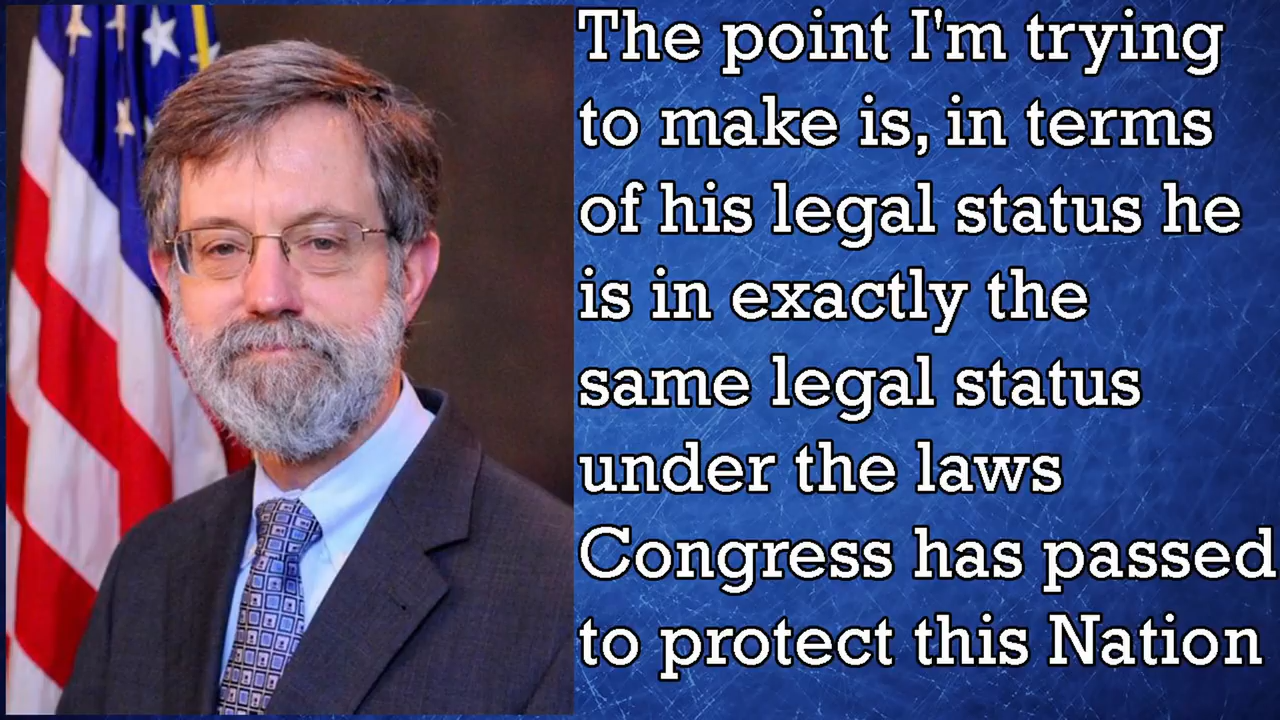 The point I'm trying
to make is, in terms
of his legal status he
is in exactly the
same legal status
under the laws
Congress has passed
to protect this Nation